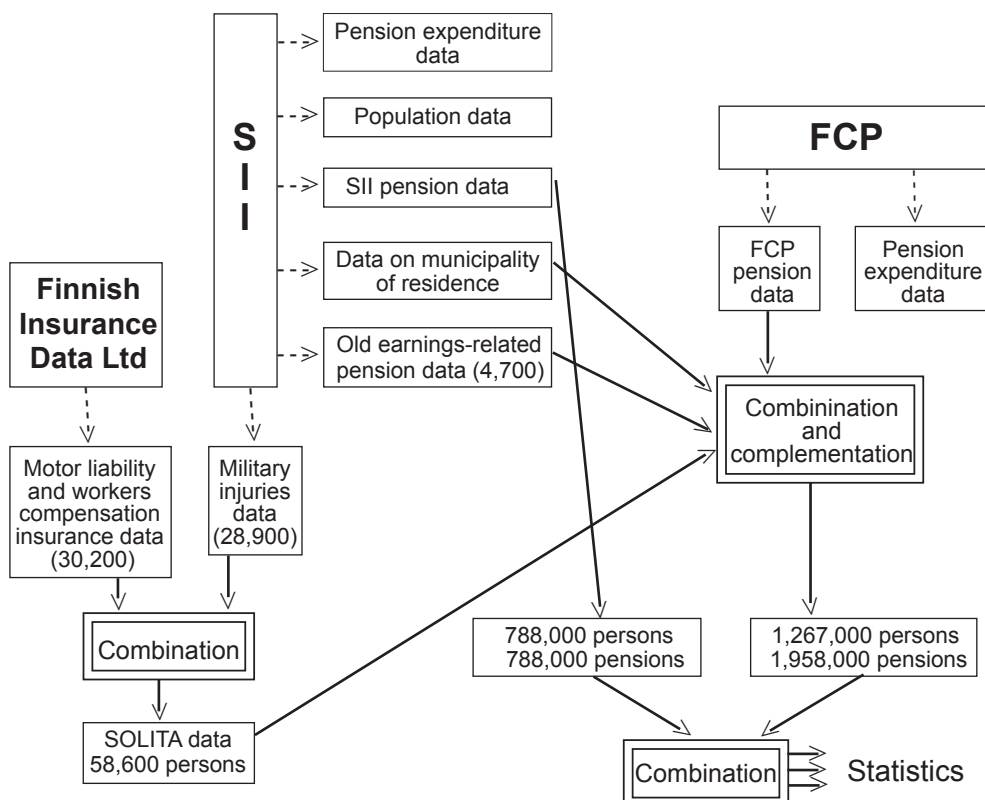 Pension expenditure
data
Population data
S
I
I
SII pension data
Data on municipality
of residence
Old earnings-related
pension data (4,700)
FCP
FCP
pension
data
Pension
expenditure
data
Finnish
Insurance
Data Ltd
Motor liability
and workers
compensation
insurance data
(30,200)
Military
injuries
data
(28,900)
Combinination
and
complementation
Combination
SOLITA data
58,600 persons
788,000 persons
788,000 pensions
1,267,000 persons
1,958,000 pensions
Combination
Statistics